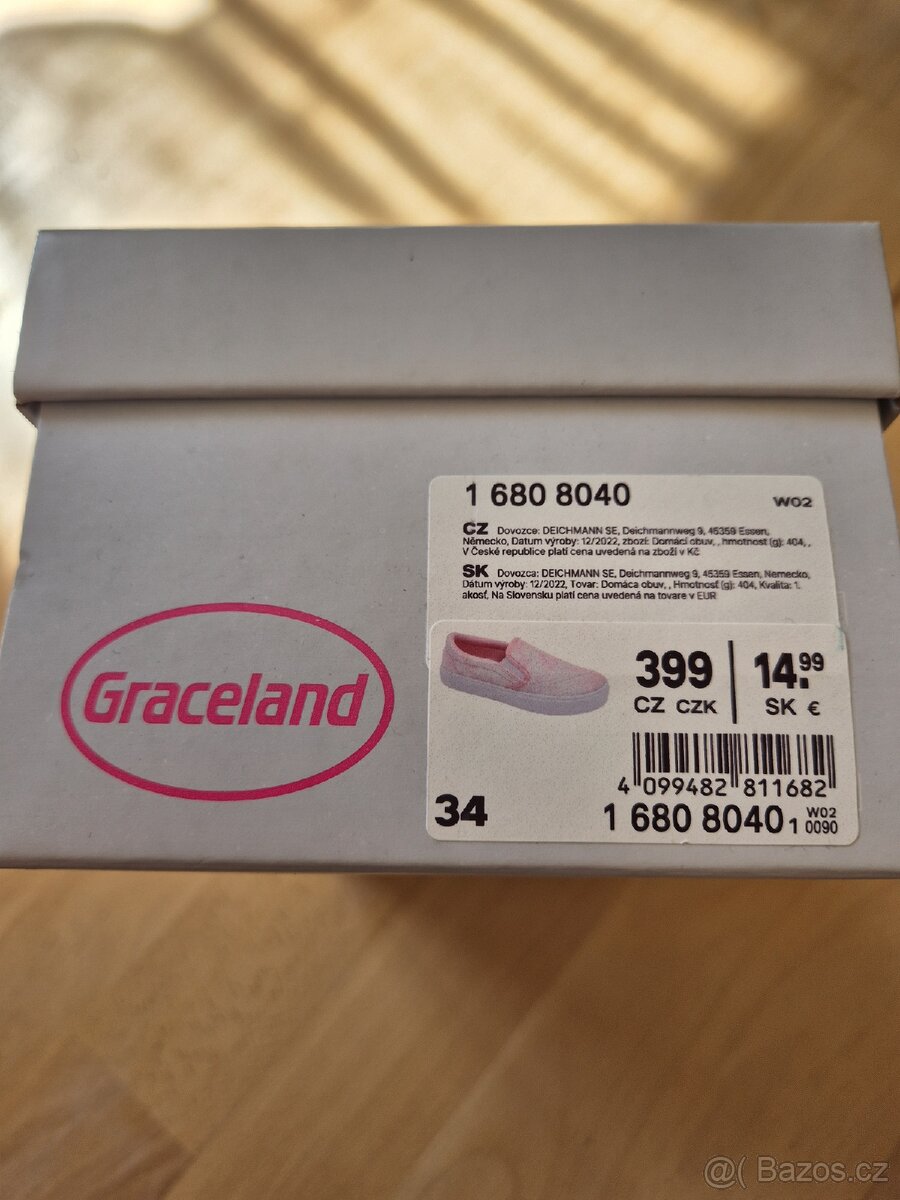 1 680 8040
W02
CZ Dovozce: DEICHMANN SE, Deichmannweg 9, 45359 Essen,
Německo, Datum výroby: 12/2022, zboží: Domácí obuv, , hmotnost (g): 404, ,
V České republice platí cena uvedená na zboží v Kč
SK Dovozca: DEICHMANN SE, Deichmannweg 9, 45359 Essen, Nemecko,
Dátum výroby: 12/2022, Tovar: Domáca obuv, , Hmotnosť (g): 404, Kvalita: 1.
akosť, Na Slovensku platí cena uvedená na tovare v EUR
Graceland
399
CZ CZK
14.99
SK €
4 099482 811682
34
1 680 8040 1 W02 0090
@( Bazos.cz